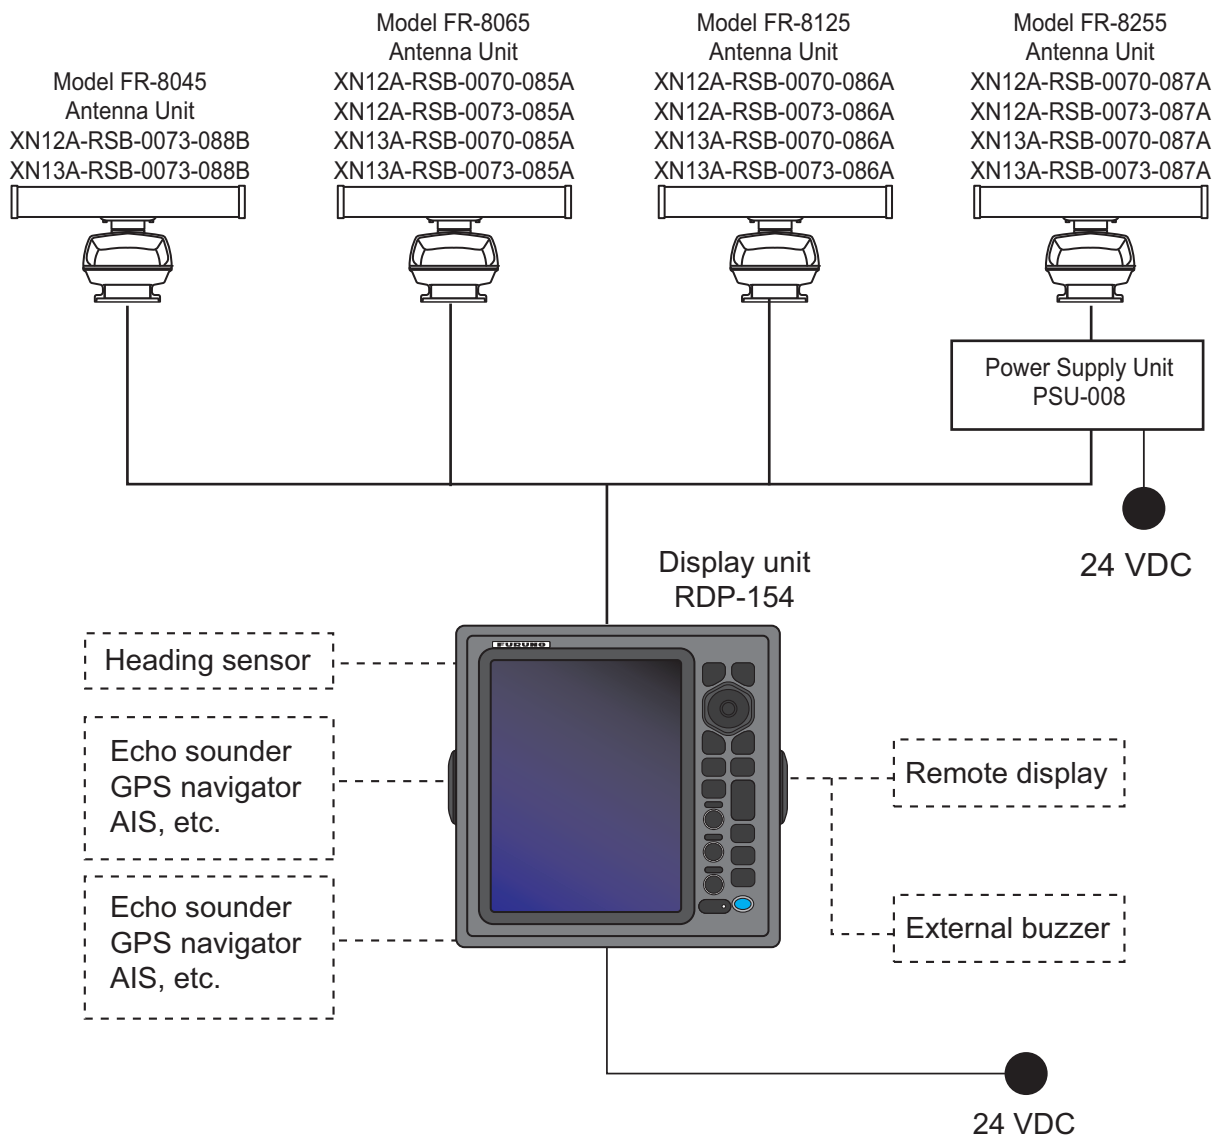 Model FR-8045
Antenna Unit
XN12A-RSB-0073-088B
XN13A-RSB-0073-088B
Model FR-8065
Antenna Unit
XN12A-RSB-0070-085A
XN12A-RSB-0073-085A
XN13A-RSB-0070-085A
XN13A-RSB-0073-085A
Model FR-8125
Antenna Unit
XN12A-RSB-0070-086A
XN12A-RSB-0073-086A
XN13A-RSB-0070-086A
XN13A-RSB-0073-086A
Model FR-8255
Antenna Unit
XN12A-RSB-0070-087A
XN12A-RSB-0073-087A
XN13A-RSB-0070-087A
XN13A-RSB-0073-087A
Power Supply Unit
PSU-008
24 VDC
Display unit
RDP-154
FURUNO
Heading sensor
Echo sounder
GPS navigator
AIS, etc.
Echo sounder
GPS navigator
AIS, etc.
Remote display
External buzzer
24 VDC